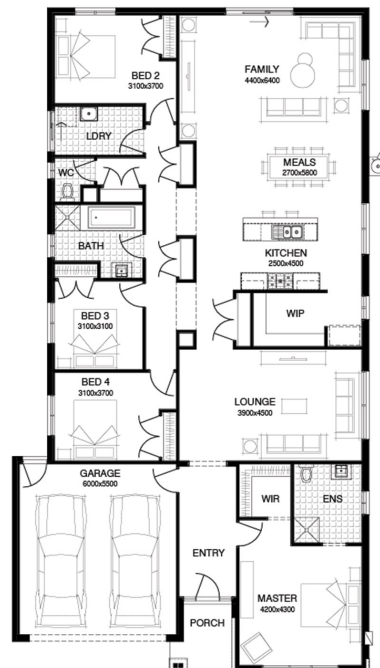 BED 2
3100x3700
FAMILY
4400x6400
LDRY
WC
MEALS
2700x5800
BATH
KITCHEN
2500x4500
BED 3
3100x3100
WIP
BED 4
3100x3700
LOUNGE
3900x4500
GARAGE
6000x5500
WIR
ENS
ENTRY
MASTER
4200x4300
PORCH